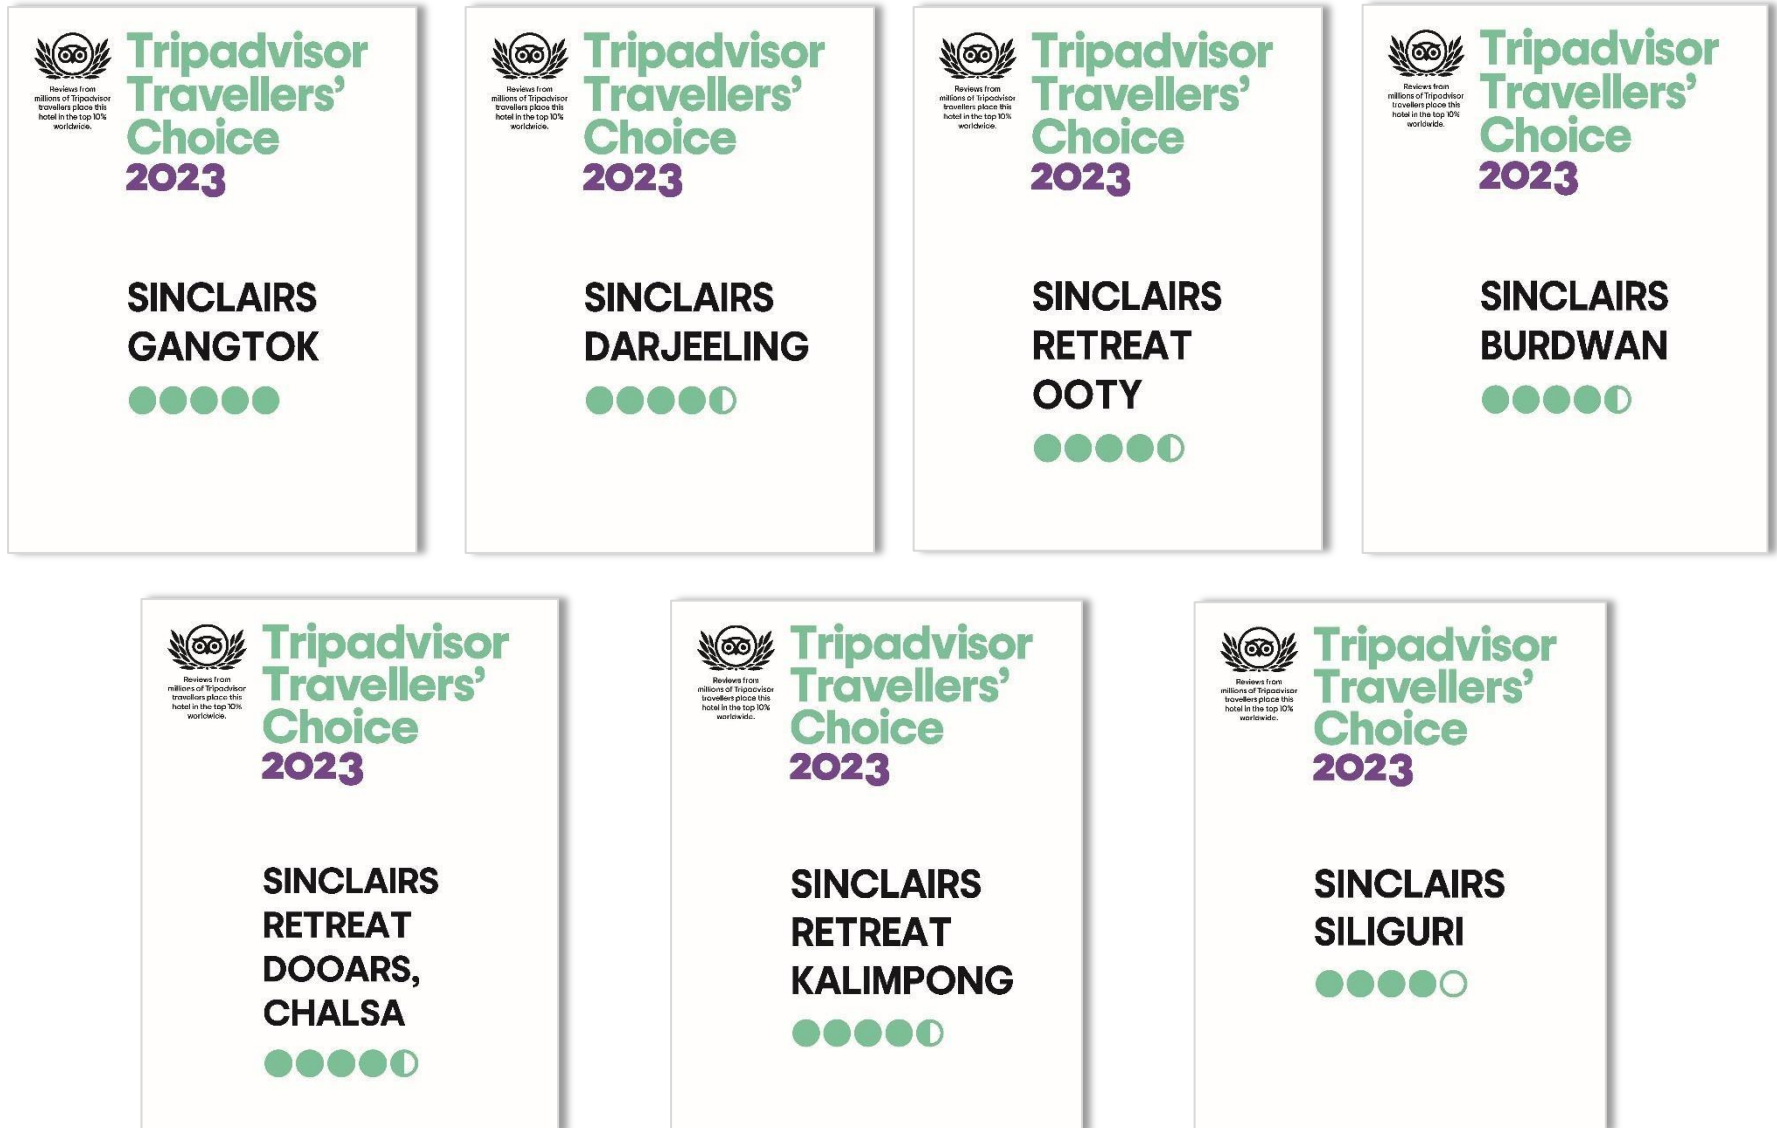 Reviews from
millions of Tripadvisor
travellers place this
hotel in the top 10%
worldwide.
Tripadvisor
Travellers’
Choice
2023
SINCLAIRS
GANGTOK
Reviews from
millions of Tripadvisor
travellers place this
hotel in the top 10%
worldwide.
Tripadvisor
Travellers’
Choice
2023
SINCLAIRS
DARJEELING
Reviews from
millions of Tripadvisor
travellers place this
hotel in the top 10%
worldwide.
Tripadvisor
Travellers’
Choice
2023
SINCLAIRS
RETREAT
OOTY
Reviews from
millions of Tripadvisor
travellers place this
hotel in the top 10%
worldwide.
Tripadvisor
Travellers’
Choice
2023
SINCLAIRS
BURDWAN
Reviews from
millions of Tripadvisor
travellers place this
hotel in the top 10%
worldwide.
Tripadvisor
Travellers’
Choice
2023
SINCLAIRS
RETREAT
DOOARS,
CHALSA
Reviews from
millions of Tripadvisor
travellers place this
hotel in the top 10%
worldwide.
Tripadvisor
Travellers’
Choice
2023
SINCLAIRS
RETREAT
KALIMPONG
Reviews from
millions of Tripadvisor
travellers place this
hotel in the top 10%
worldwide.
Tripadvisor
Travellers’
Choice
2023
SINCLAIRS
SILIGURI